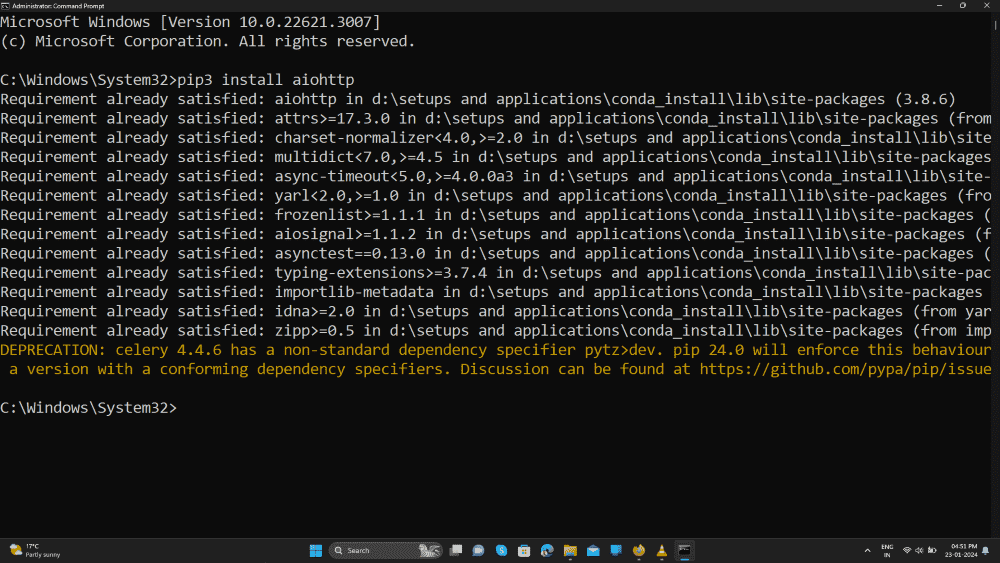 Administrator: Command Prompt
Microsoft Windows [Version 10.0.22621.3007]
(c) Microsoft Corporation. All rights reserved.
C:\Windows\System32>pip3 install aiohttp
Requirement already satisfied: aiohttp in d:\setups and applications\conda_install\lib\site-packages (3.8.6)
Requirement already satisfied: attrs>=17.3.0 in d:\setups and applications\conda_install\lib\site-packages (from
Requirement already satisfied: charset-normalizer<4.0,>=2.0 in d:\setups and applications\conda_install\lib\site
Requirement already satisfied: multidict<7.0,>=4.5 in d:\setups and applications\conda_install\lib\site-packages
Requirement already satisfied: async-timeout<5.0,>=4.0.0a3 in d:\setups and applications\conda_install\lib\site-
Requirement already satisfied: yarl<2.0,>=1.0 in d:\setups and applications\conda_install\lib\site-packages (fro
Requirement already satisfied: frozenlist>=1.1.1 in d:\setups and applications\conda_install\lib\site-packages (
Requirement already satisfied: aiosignal>=1.1.2 in d:\setups and applications\conda_install\lib\site-packages (f
Requirement already satisfied: asynctest==0.13.0 in d:\setups and applications\conda_install\lib\site-packages (
Requirement already satisfied: typing-extensions>=3.7.4 in d:\setups and applications\conda_install\lib\site-pac
Requirement already satisfied: importlib-metadata in d:\setups and applications\conda_install\lib\site-packages
Requirement already satisfied: idna>=2.0 in d:\setups and applications\conda_install\lib\site-packages (from yar
Requirement already satisfied: zipp>=0.5 in d:\setups and applications\conda_install\lib\site-packages (from imp
DEPRECATION: celery 4.4.6 has a non-standard dependency specifier pytz>dev. pip 24.0 will enforce this behaviour
a version with a conforming dependency specifiers. Discussion can be found at https://github.com/pypa/pip/issue
C:\Windows\System32>
17°C
Partly sunny
Search
ENG
IN
04:51 PM
23-01-2024